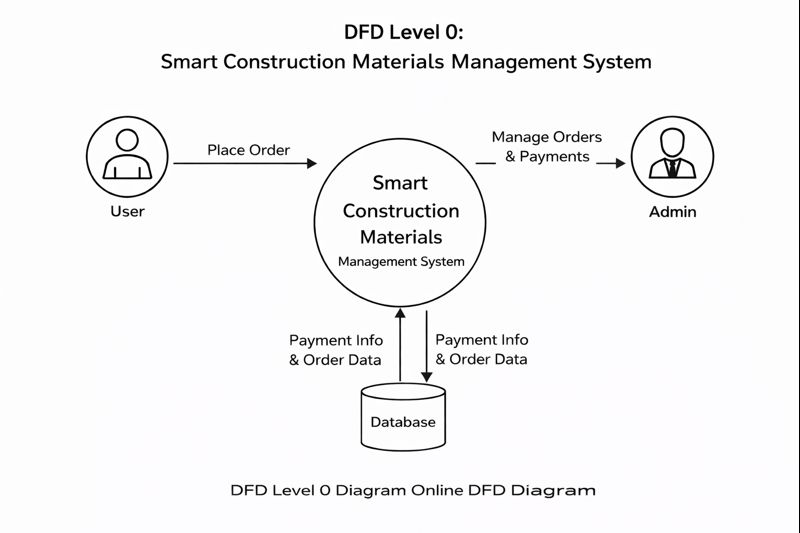 DFD Level 0:
Smart Construction Materials Management System
Place Order
Manage Orders
& Payments
User
Admin
Smart
Construction
Materials
Management System
Payment Info
& Order Data
Payment Info
& Order Data
Database
DFD Level 0 Diagram Online DFD Diagram